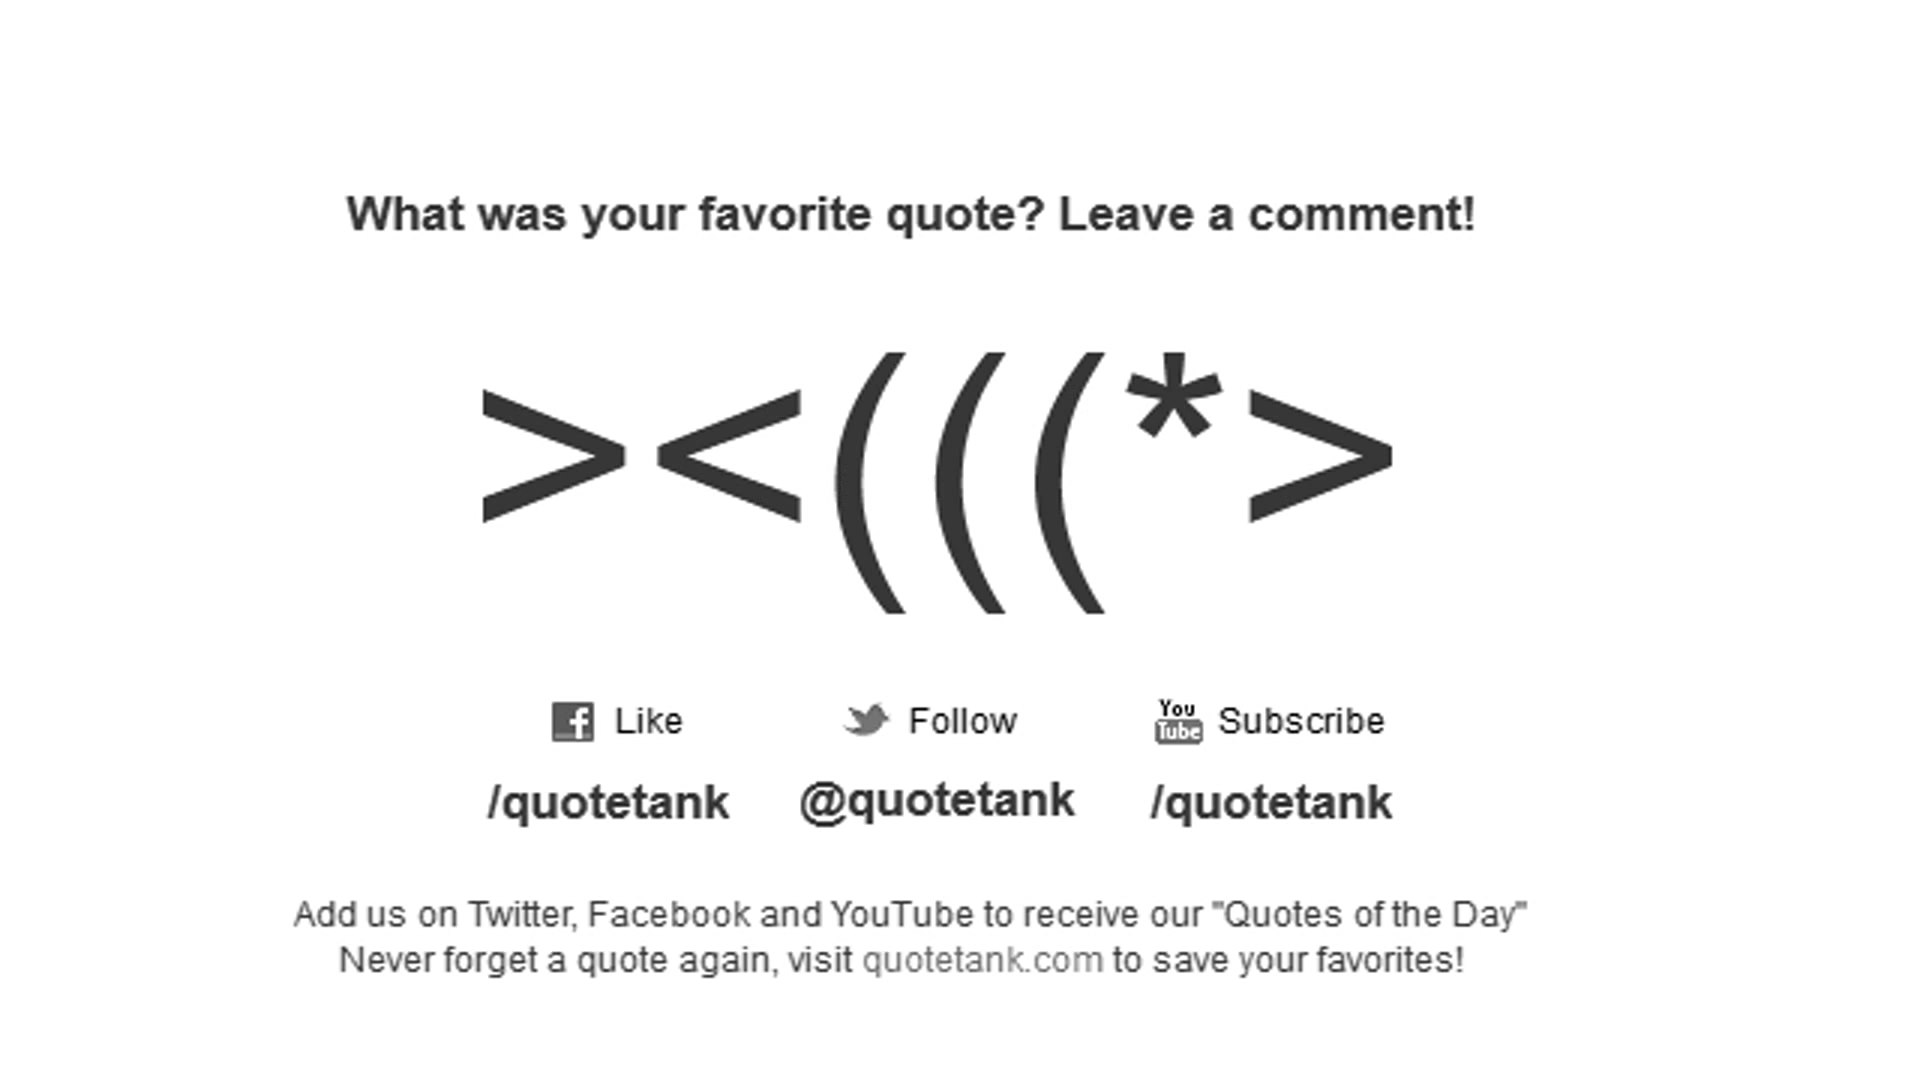 What was your favorite quote? Leave a comment!
><(((*>
f Like Follow You Tube Subscribe
/quotetank @quotetank /quotetank
Add us on Twitter, Facebook and YouTube to receive our "Quotes of the Day"
Never forget a quote again, visit quotetank.com to save your favorites!